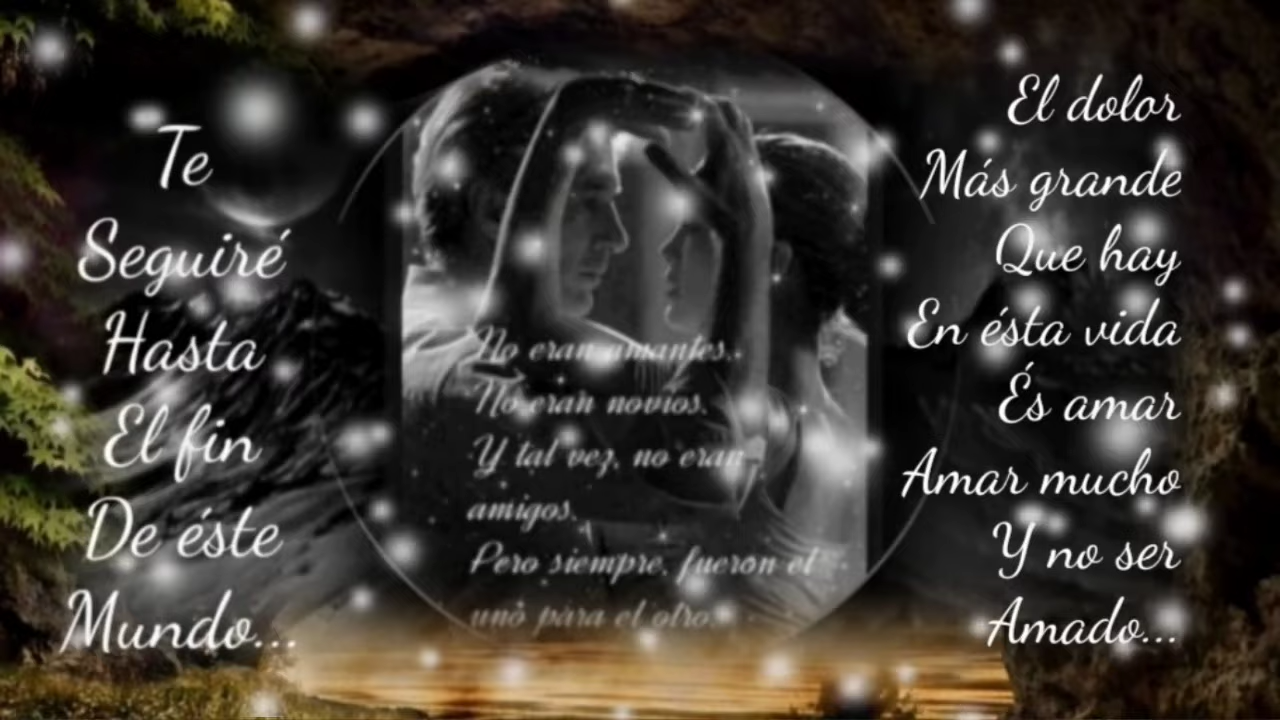 Te
Seguiré
Hasta
El fin
De éste
Mundo...
No eran amantes..
No eran novios.
Y tal vez, no eran
amigos.
Pero siempre, fueron el
uno para el otro.
El dolor
Más grande
Que hay
En ésta vida
És amar
Amar mucho
Y no ser
Amado...